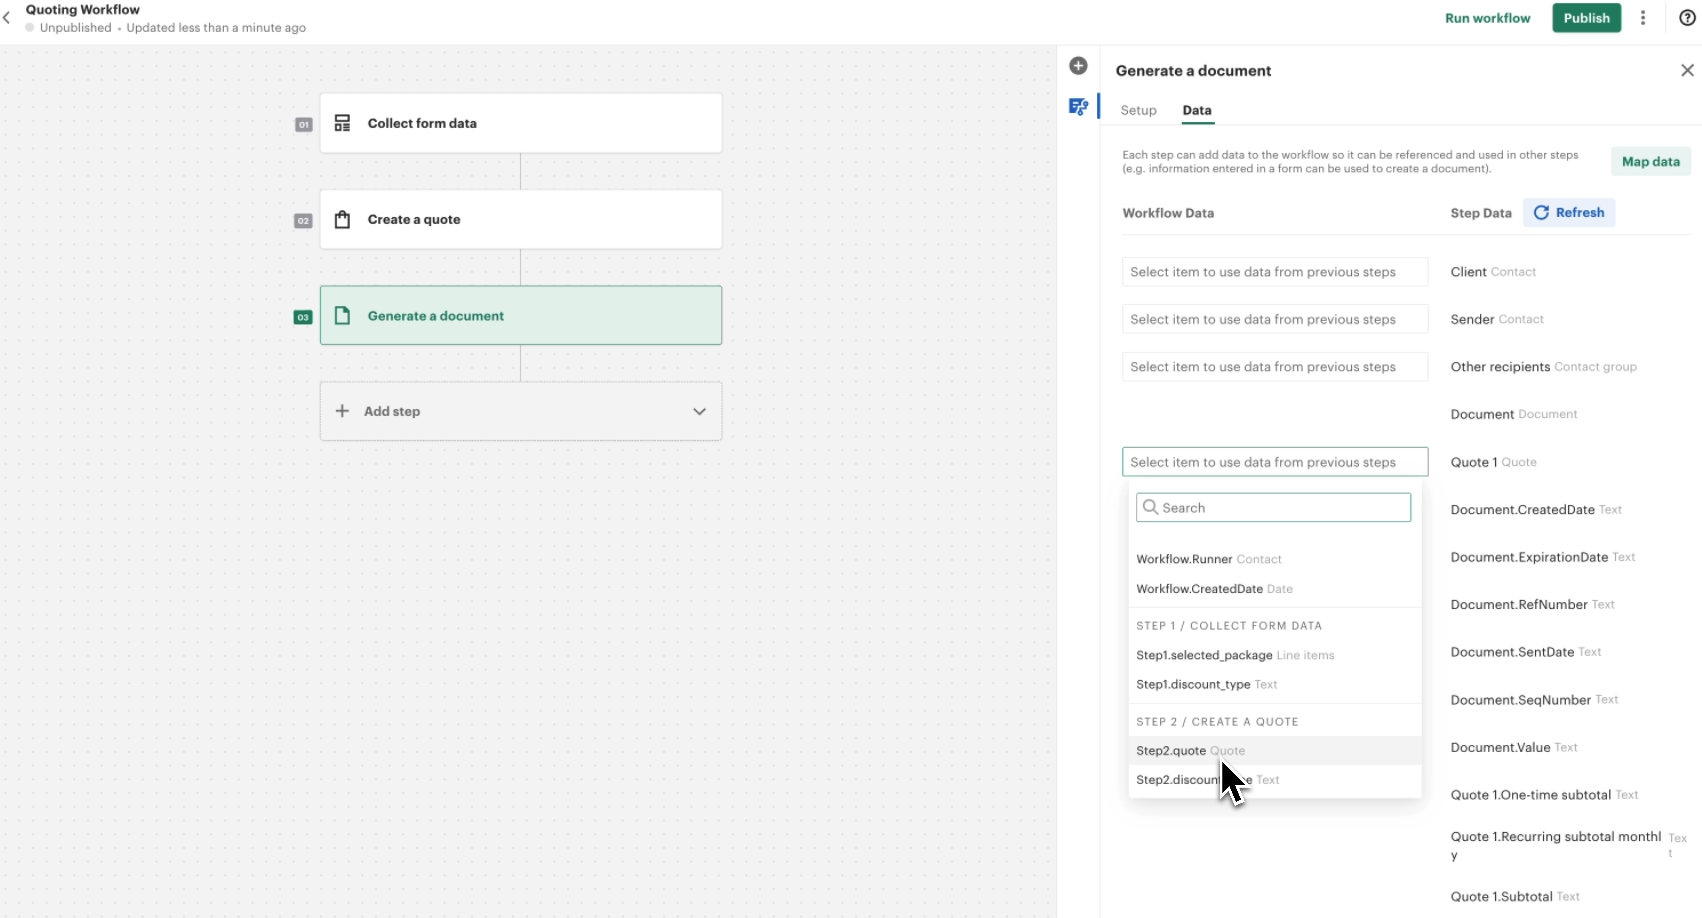 Quoting Workflow
Unpublished • Updated less than a minute ago
Run workflow
Publish
01
Collect form data
02
Create a quote
03
Generate a document
Add step
Generate a document
Setup
Data
Each step can add data to the workflow so it can be referenced and used in other steps
(e.g. information entered in a form can be used to create a document).
Map data
Workflow Data
Step Data
Refresh
Select item to use data from previous steps
Client Contact
Select item to use data from previous steps
Sender Contact
Select item to use data from previous steps
Other recipients Contact group
Document Document
Select item to use data from previous steps
Quote 1 Quote
Search
Workflow.Runner Contact
Workflow.CreatedDate Date
STEP 1 / COLLECT FORM DATA
Step1.selected_package Line items
Step1.discount_type Text
STEP 2 / CREATE A QUOTE
Step2.quote Quote
Text
Document.CreatedDate Text
Document.ExpirationDate Text
Document.RefNumber Text
Document.SentDate Text
Document.SeqNumber Text
Document.Value Text
Quote 1.One-time subtotal Text
Quote 1.Recurring subtotal monthl Tex
y t
Quote 1.Subtotal Text